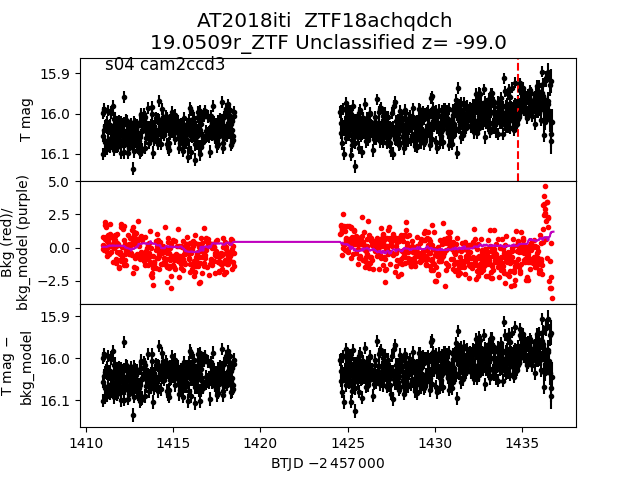 AT2018iti  ZTF18achqdch
19.0509r_ZTF Unclassified z= -99.0
s04 cam2ccd3
T mag
15.9
16.0
16.1
Bkg (red)/
bkg_model (purple)
5.0
2.5
0.0
−2.5
T mag −
bkg_model
15.9
16.0
16.1
1410 1415 1420 1425 1430 1435
BTJD −2 457 000